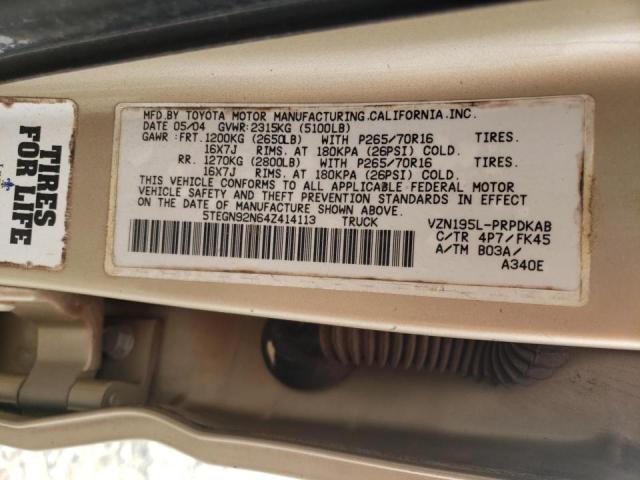 MFD.BY TOYOTA MOTOR MANUFACTURING.CALIFORNIA.INC.
DATE 05/04 GVWR:2315KG (5100LB)
GAWR : FRT. 1200KG (2650LB) WITH P265/70R16 TIRES.
16X7J RIMS. AT 180KPA (26PSI) COLD.
RR. 1270KG (2800LB) WITH P265/70R16 TIRES.
16X7J RIMS. AT 180KPA (26PSI) COLD.
THIS VEHICLE CONFORMS TO ALL APPLICABLE FEDERAL MOTOR
VEHICLE SAFETY AND THEFT PREVENTION STANDARDS IN EFFECT
ON THE DATE OF MANUFACTURE SHOWN ABOVE.
5TEGN92N64Z414113 TRUCK
VZN195L-PRPDKAB
C/TR 4P7/FK45
A/TM B03A/
A340E
TIRES
FOR LIFE